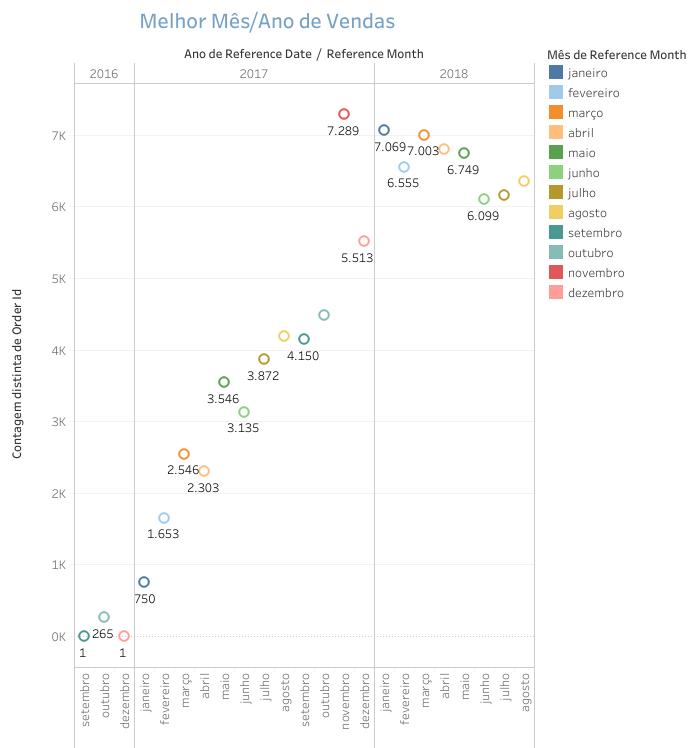 Melhor Mês/Ano de Vendas
Ano de Reference Date / Reference Month
Mês de Reference Month
2016
2017
2018
janeiro
fevereiro
março
abril
maio
junho
julho
agosto
setembro
outubro
novembro
dezembro
Contagem distinta de Order Id
7K
6K
5K
4K
3K
2K
1K
0K
1
265
1
750
1.653
2.546
2.303
3.546
3.135
3.872
4.150
7.289
5.513
7.069
6.555
7.003
6.749
6.099
setembro
outubro
dezembro
janeiro
fevereiro
março
abril
maio
junho
julho
agosto
setembro
outubro
novembro
dezembro
janeiro
fevereiro
março
abril
maio
junho
julho
agosto